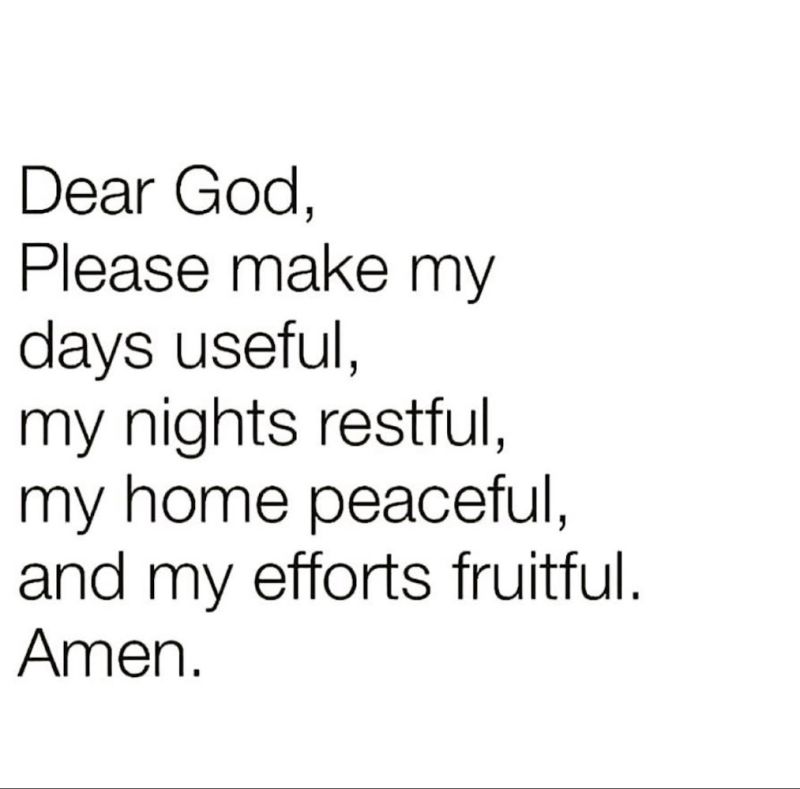 Dear God,
Please make my
days useful,
my nights restful,
my home peaceful,
and my efforts fruitful.
Amen.